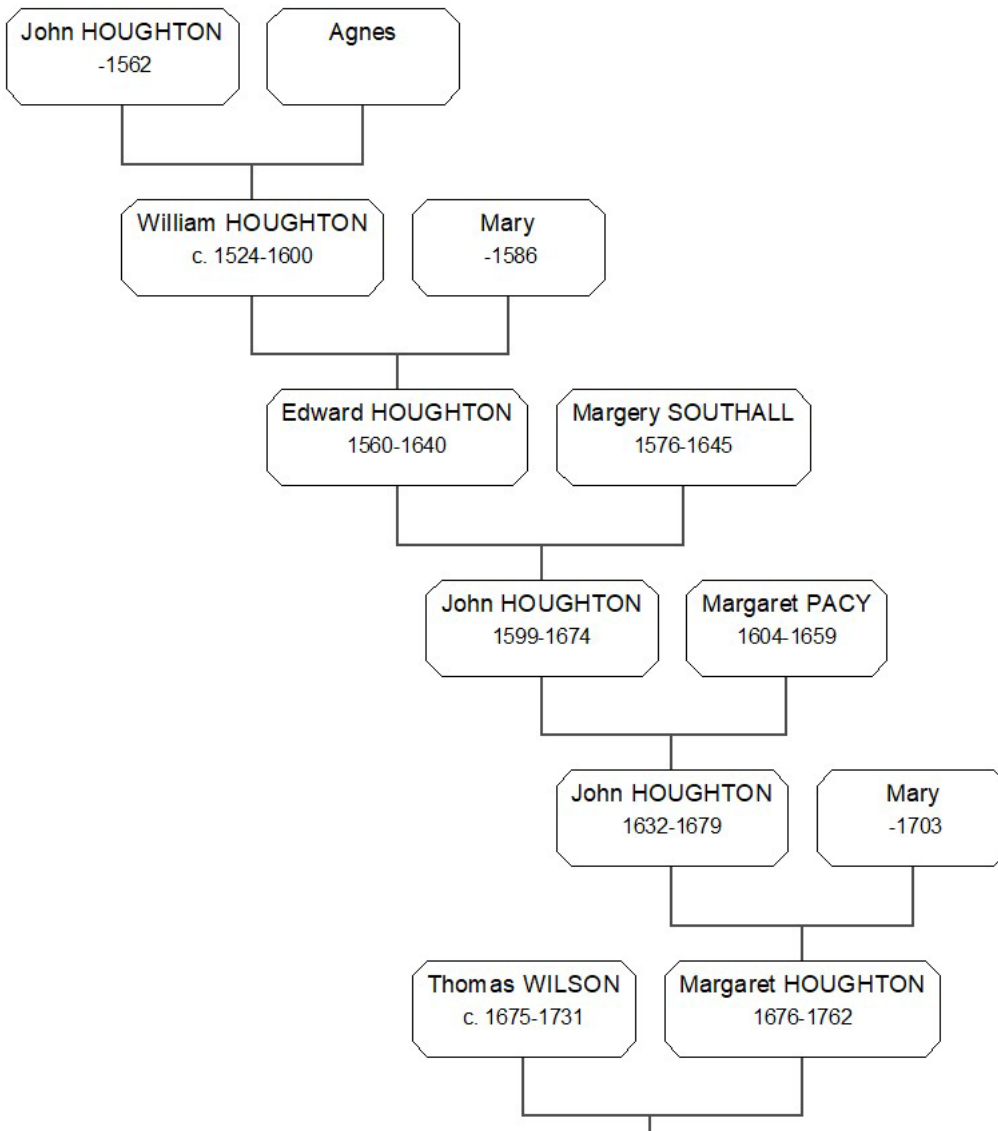 John HOUGHTON
-1562
Agnes
William HOUGHTON
c. 1524-1600
Mary
-1586
Edward HOUGHTON
1560-1640
Margery SOUTHALL
1576-1645
John HOUGHTON
1599-1674
Margaret PACY
1604-1659
John HOUGHTON
1632-1679
Mary
-1703
Thomas WILSON
c. 1675-1731
Margaret HOUGHTON
1676-1762